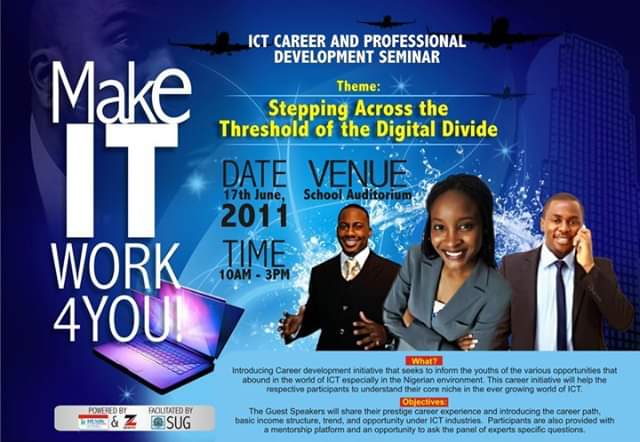 Make
IT
WORK
4YOU!
ICT CAREER AND PROFESSIONAL
DEVELOPMENT SEMINAR
Theme:
Stepping Across the
Threshold of the Digital Divide
DATE
17th June,
2011
VENUE
School Auditorium
TIME
10AM - 3PM
What?
Introducing Career development initiative that seeks to inform the youths of the various opportunities that
abound in the world of ICT especially in the Nigerian environment. This career initiative will help the
respective participants to understand their core niche in the ever growing world of ICT.
Objectives:
The Guest Speakers will share their prestige career experience and introducing the career path,
basic income structure, trend, and opportunity under ICT industries. Participants are also provided with
a mentorship platform and an opportunity to ask the panel of experts specific questions.
POWERED BY
&
FACILITATED BY
SUG